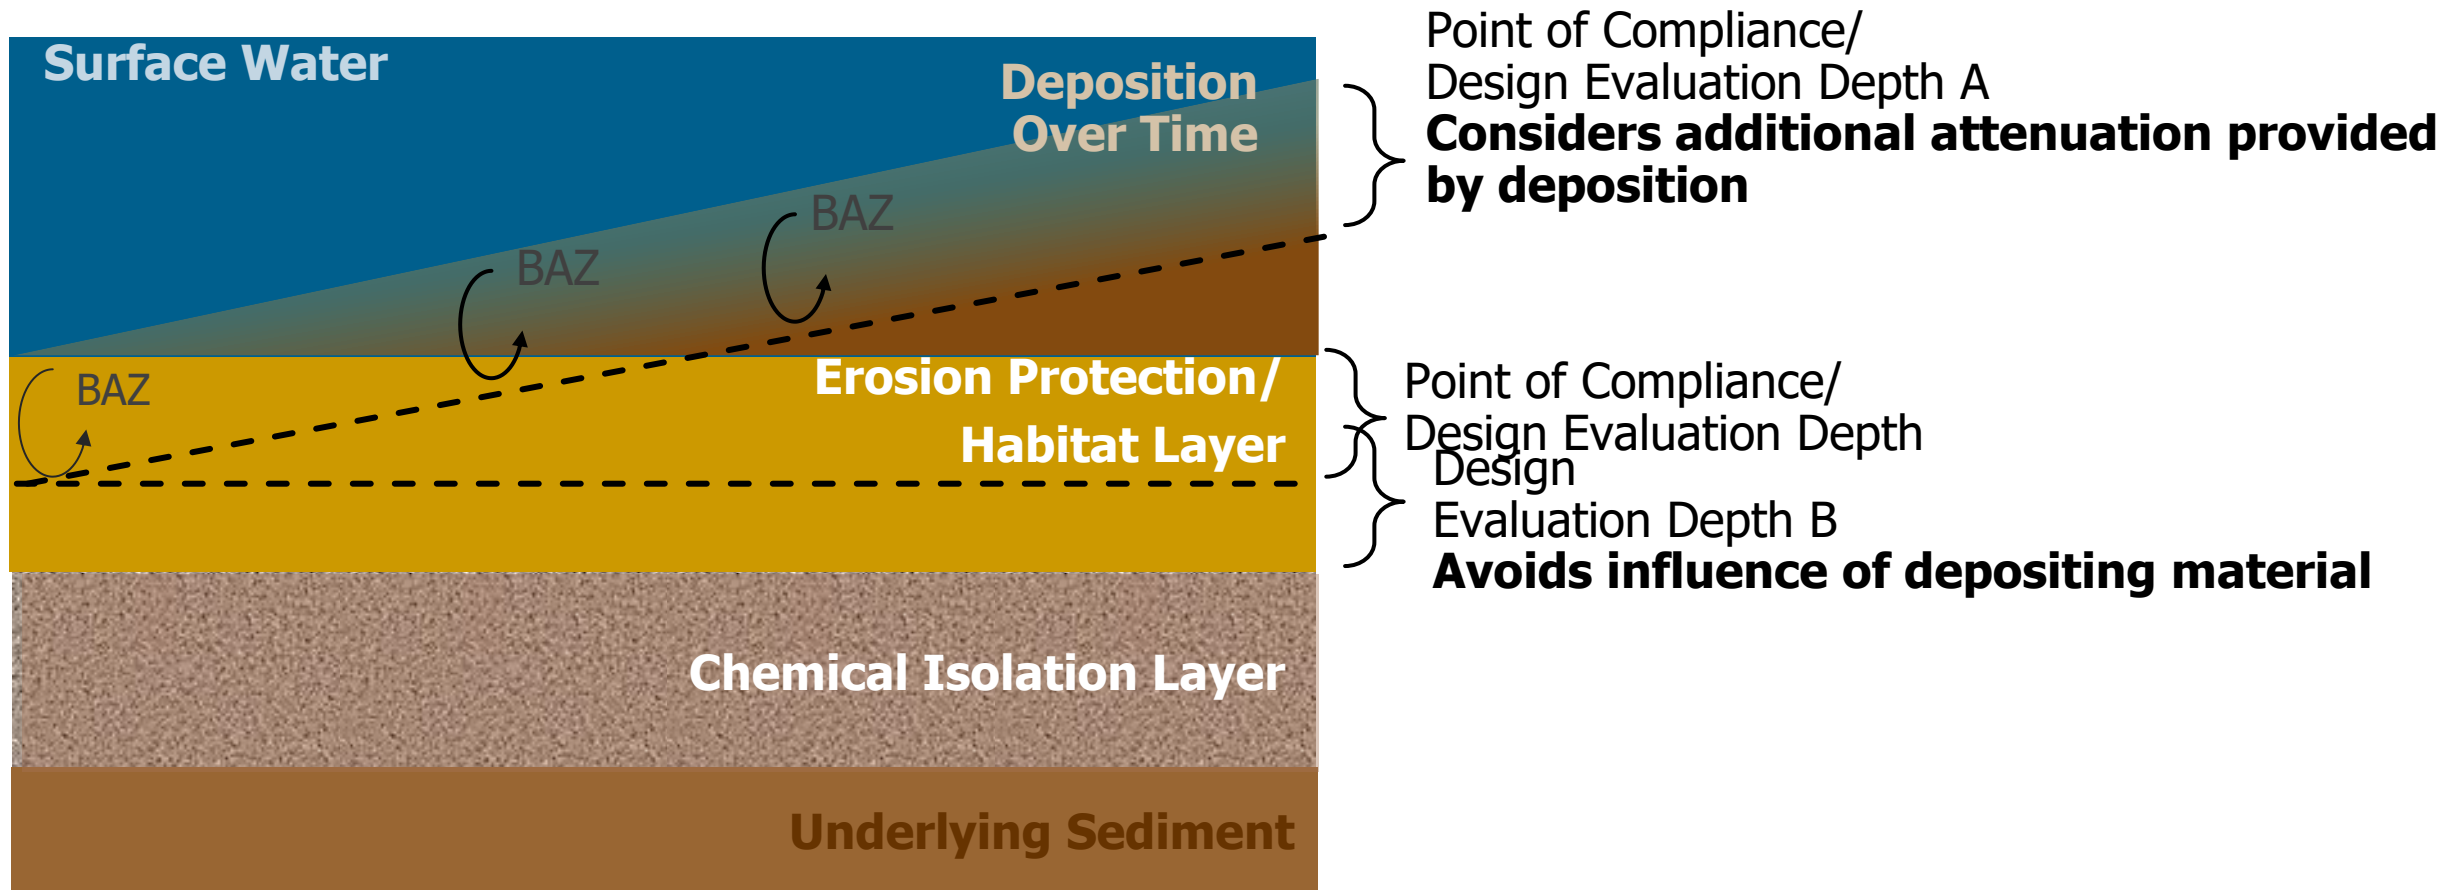 Surface Water
Deposition
Over Time
BAZ
BAZ
BAZ
Erosion Protection/
Habitat Layer
Chemical Isolation Layer
Underlying Sediment
Point of Compliance/
Design Evaluation Depth A
Considers additional attenuation provided
by deposition
Point of Compliance/
Design Evaluation Depth
Design
Evaluation Depth B
Avoids influence of depositing material